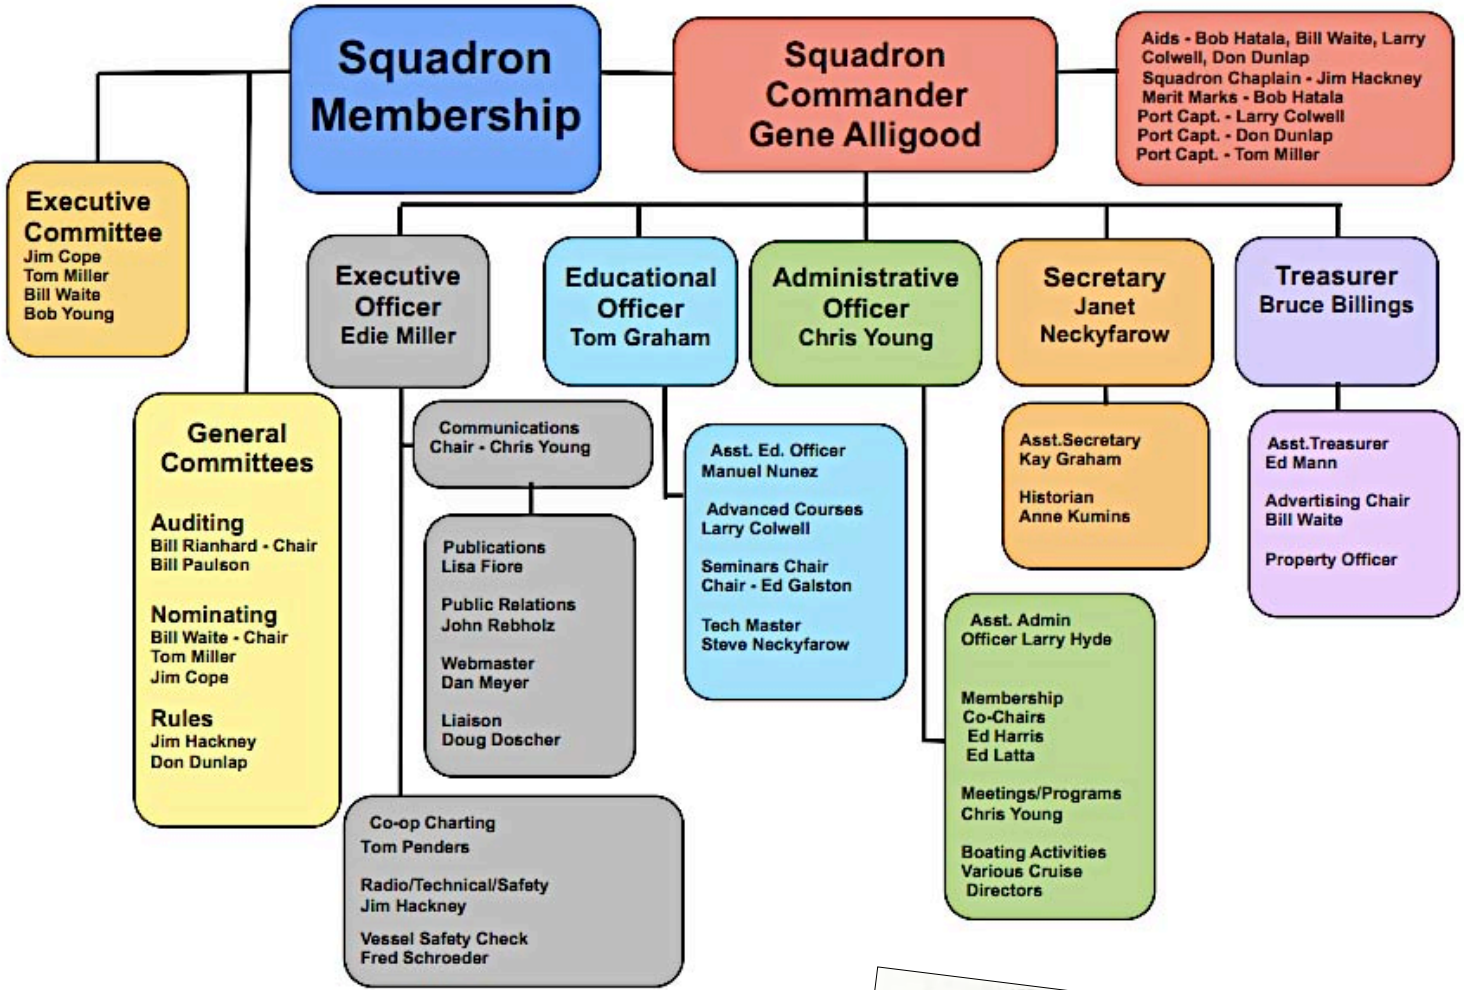 Squadron
Membership
Squadron
Commander
Gene Alligood
Aids - Bob Hatala, Bill Waite, Larry
Colwell, Don Dunlap
Squadron Chaplain - Jim Hackney
Merit Marks - Bob Hatala
Port Capt. - Larry Colwell
Port Capt. - Don Dunlap
Port Capt. - Tom Miller
Executive
Committee
Jim Cope
Tom Miller
Bill Waite
Bob Young
Executive
Officer
Edie Miller
Educational
Officer
Tom Graham
Administrative
Officer
Chris Young
Secretary
Janet
Neckyfarow
Treasurer
Bruce Billings
General
Committees
Auditing
Bill Rianhard - Chair
Bill Paulson
Nominating
Bill Waite - Chair
Tom Miller
Jim Cope
Rules
Jim Hackney
Don Dunlap
Communications
Chair - Chris Young
Publications
Lisa Fiore
Public Relations
John Rebholz
Webmaster
Dan Meyer
Liaison
Doug Doscher
Co-op Charting
Tom Penders
Radio/Technical/Safety
Jim Hackney
Vessel Safety Check
Fred Schroeder
Asst. Ed. Officer
Manuel Nunez
Advanced Courses
Larry Colwell
Seminars Chair
Chair - Ed Galston
Tech Master
Steve Neckyfarow
Asst. Admin
Officer Larry Hyde
Membership
Co-Chairs
Ed Harris
Ed Latta
Meetings/Programs
Chris Young
Boating Activities
Various Cruise
Directors
Asst.Secretary
Kay Graham
Historian
Anne Kumins
Asst.Treasurer
Ed Mann
Advertising Chair
Bill Waite
Property Officer